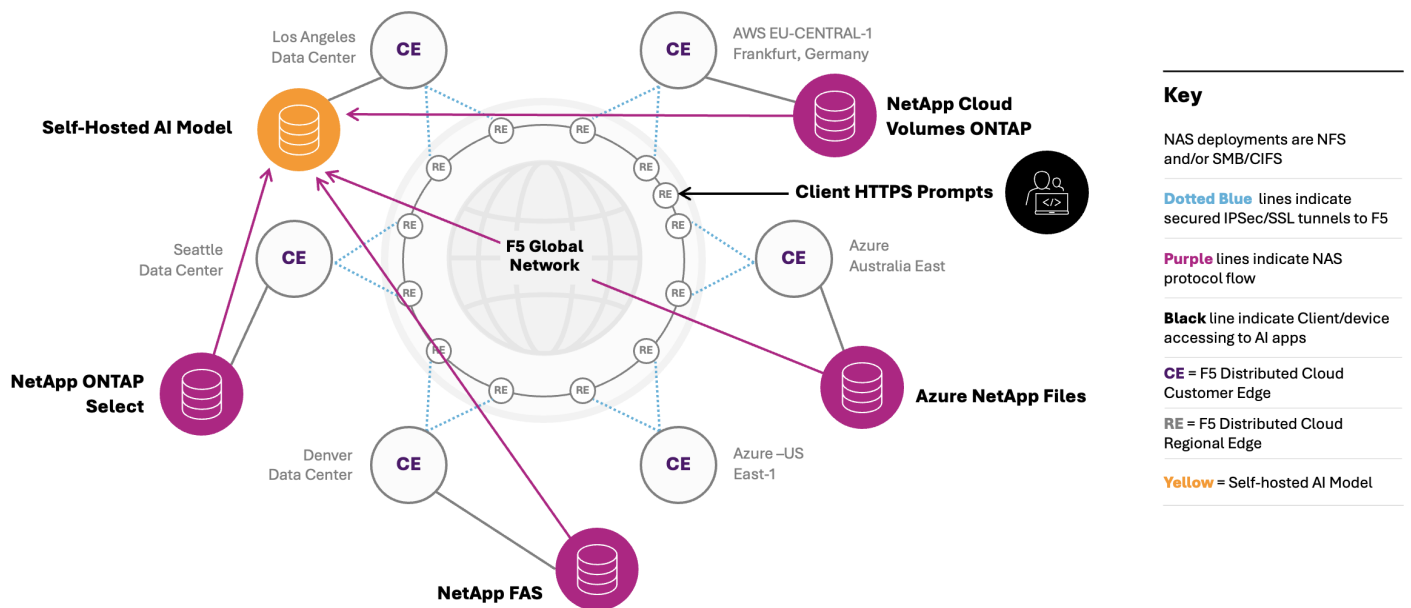 Los Angeles
Data Center
CE
CE
AWS EU-CENTRAL-1
Frankfurt, Germany
Self-Hosted AI Model
NetApp Cloud
Volumes ONTAP
RE
RE
RE
RE
RE
Client HTTPS Prompts
RE
RE
Seattle
Data Center
CE
F5 Global
Network
CE
Azure
Australia East
RE
RE
RE
RE
RE
RE
NetApp ONTAP
Select
Azure NetApp Files
Denver
Data Center
CE
CE
Azure –US
East-1
NetApp FAS
Key
NAS deployments are NFS
and/or SMB/CIFS
Dotted Blue lines indicate
secured IPSec/SSL tunnels to F5
Purple lines indicate NAS
protocol flow
Black line indicate Client/device
accessing to AI apps
CE = F5 Distributed Cloud
Customer Edge
RE = F5 Distributed Cloud
Regional Edge
Yellow = Self-hosted AI Model